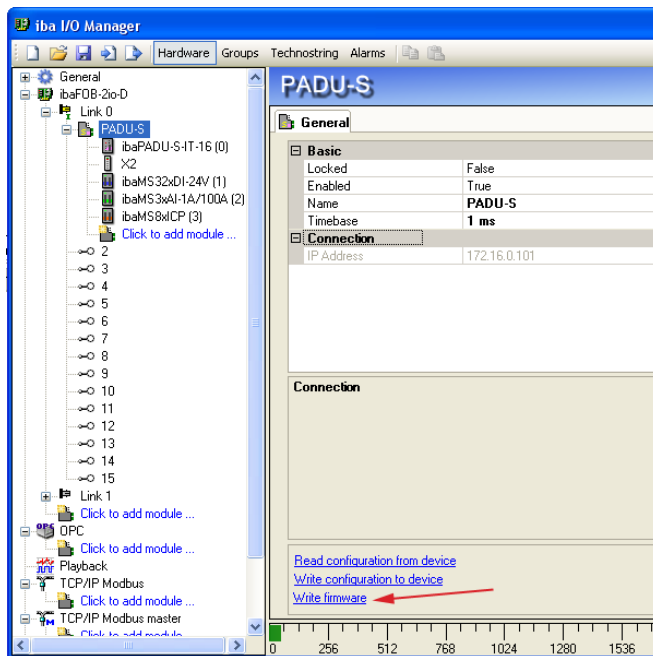 iba I/O Manager
Hardware Groups Technostring Alarms
General
ibaFOB-2io-D
Link 0
PADU-S
ibaPADU-S-IT-16 (0)
X2
ibaMS32xDI-24V (1)
ibaMS3xAI-1A/100A (2)
ibaMS8xICP (3)
Click to add module ...
2
3
4
5
6
7
8
9
10
11
12
13
14
15
Link 1
Click to add module ...
OPC
OPC
Click to add module ...
Playback
TCP/IP Modbus
Click to add module ...
TCP/IP Modbus master
Click to add module
PADU-S
General
Basic
Locked False
Enabled True
Name PADU-S
Timebase 1 ms
Connection
IP Address 172.16.0.101
Connection
Read configuration from device
Write configuration to device
Write firmware
0 256 512 768 1024 1280 1536